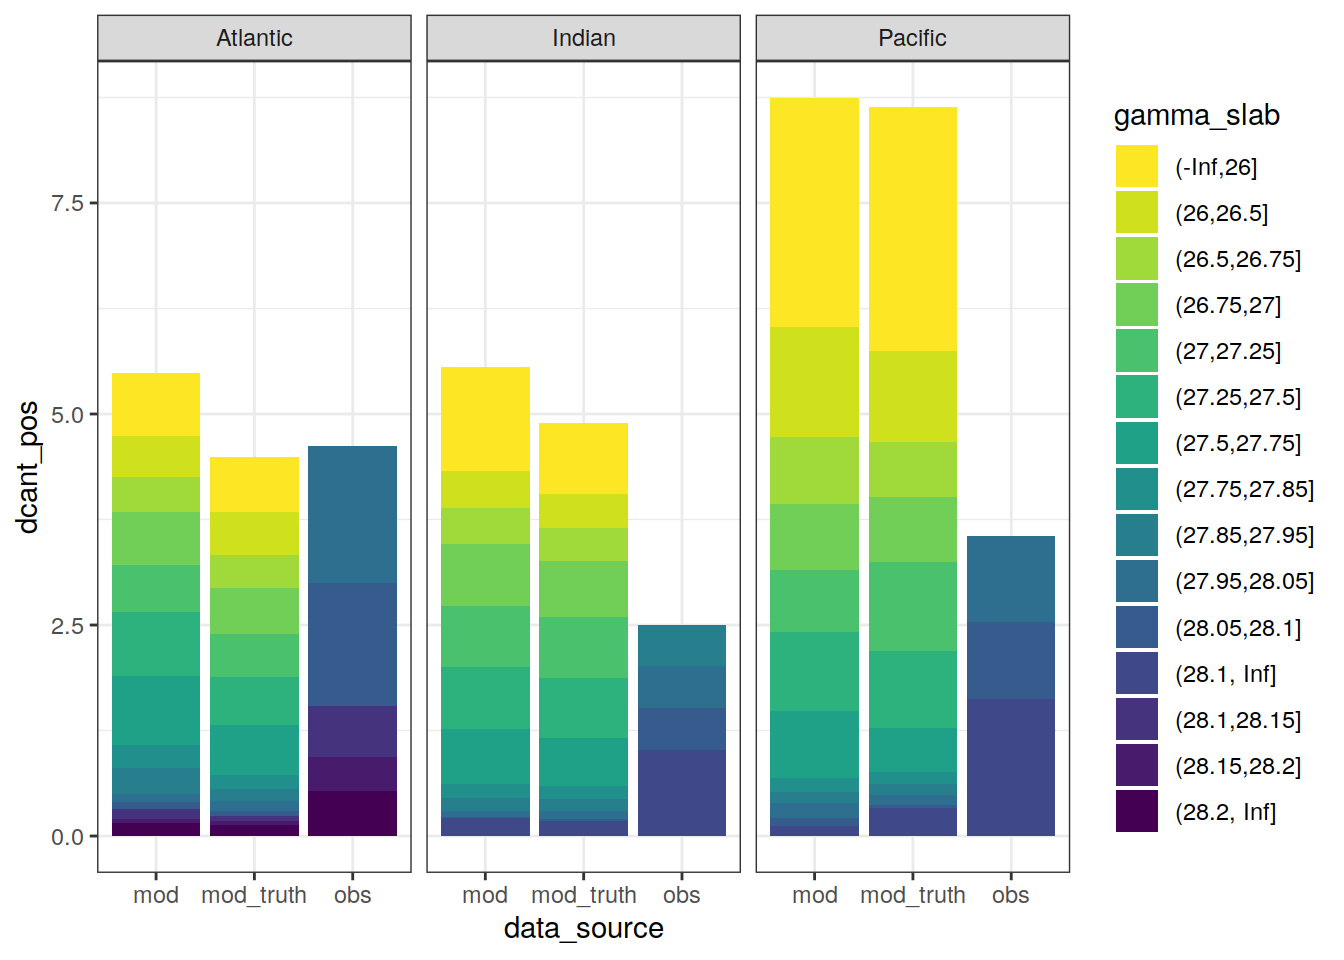 Atlantic
Indian
Pacific
dcant_pos
7.5
5.0
2.5
0.0
mod
mod_truth
obs
mod
mod_truth
obs
mod
mod_truth
obs
data_source
gamma_slab
(-Inf,26]
(26,26.5]
(26.5,26.75]
(26.75,27]
(27,27.25]
(27.25,27.5]
(27.5,27.75]
(27.75,27.85]
(27.85,27.95]
(27.95,28.05]
(28.05,28.1]
(28.1, Inf]
(28.1,28.15]
(28.15,28.2]
(28.2, Inf]